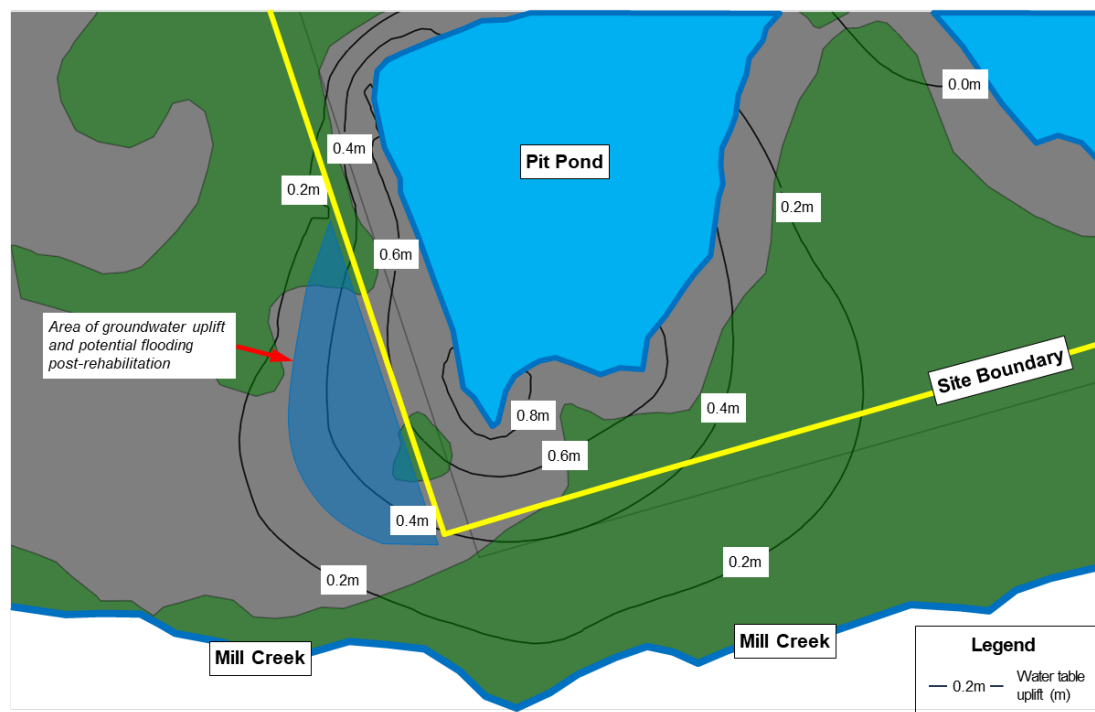 0.0m
0.4m
Pit Pond
0.2m
0.2m
0.6m
Area of groundwater uplift
and potential flooding
post-rehabilitation
Site Boundary
0.8m
0.4m
0.6m
0.4m
0.2m
0.2m
Mill Creek
Mill Creek
Legend
0.2m
Water table
uplift (m)